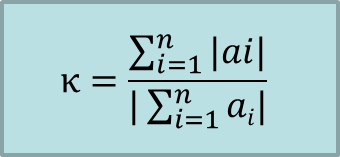 κ = ∑ⁿᵢ₌₁ |ai| / | ∑ⁿᵢ₌₁ aᵢ|